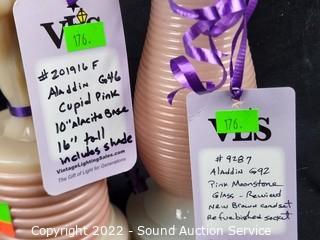 VLS
176.
#201916 F
Aladdin G46
Cupid Pink
10" alacite Base
16" tall
includes shade
VintageLightingSales.com
The Gift of Light for Generations
VLS
176.
# 9287
Aladdin G92
Pink Moonstone
Glass - Rewired
New Brown cordset
Refurbished socket
Copyright 2022 - Sound Auction Service